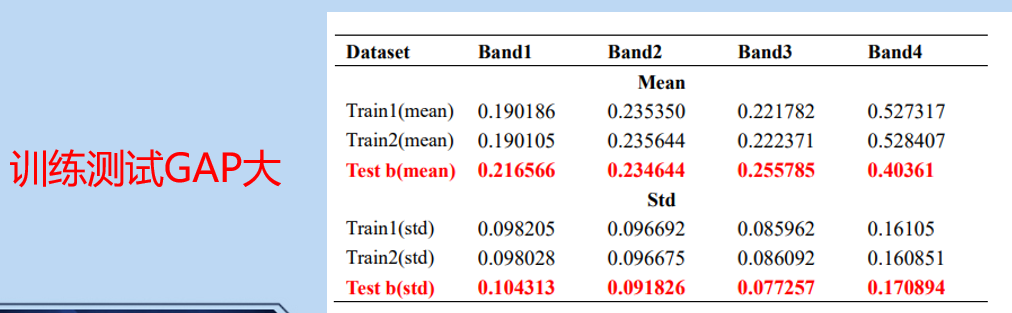 训练测试GAP大
Dataset Band1 Band2 Band3 Band4
Mean
Train1(mean) 0.190186 0.235350 0.221782 0.527317
Train2(mean) 0.190105 0.235644 0.222371 0.528407
Test b(mean) 0.216566 0.234644 0.255785 0.40361
Std
Train1(std) 0.098205 0.096692 0.085962 0.16105
Train2(std) 0.098028 0.096675 0.086092 0.160851
Test b(std) 0.104313 0.091826 0.077257 0.170894